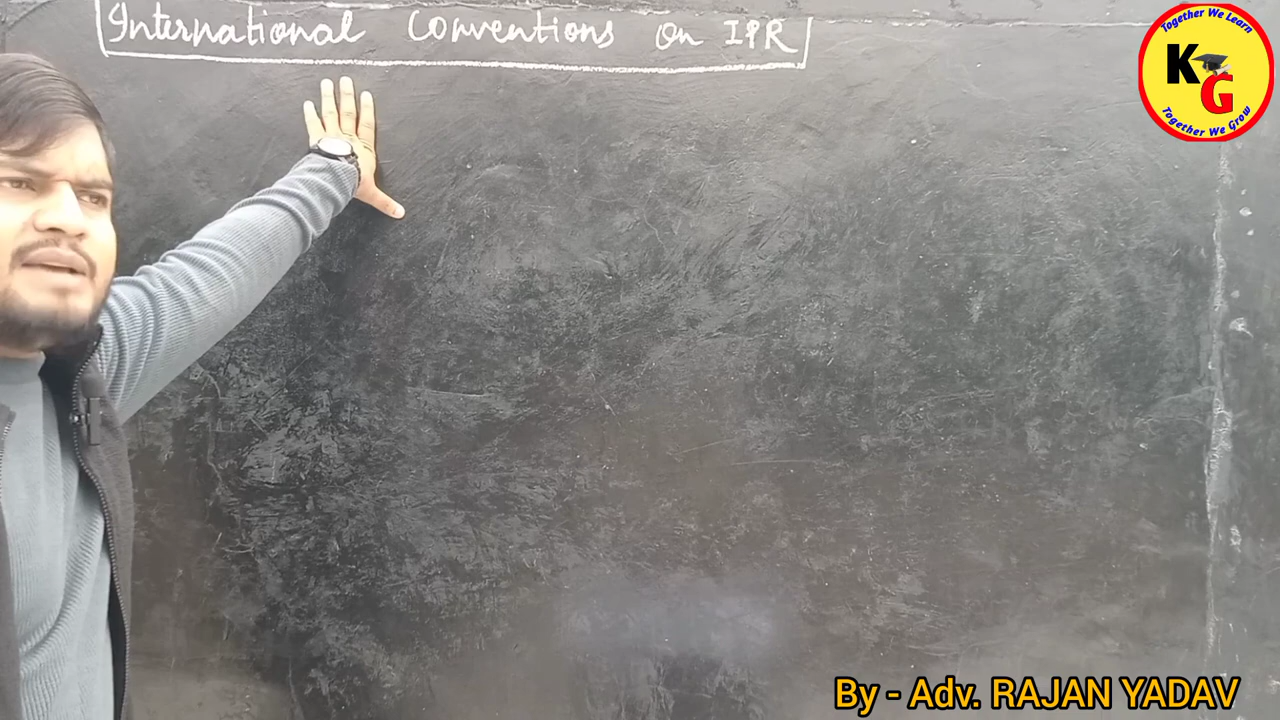 International Conventions on IPR
Together We Learn
KG
Together We Grow
By - Adv. RAJAN YADAV